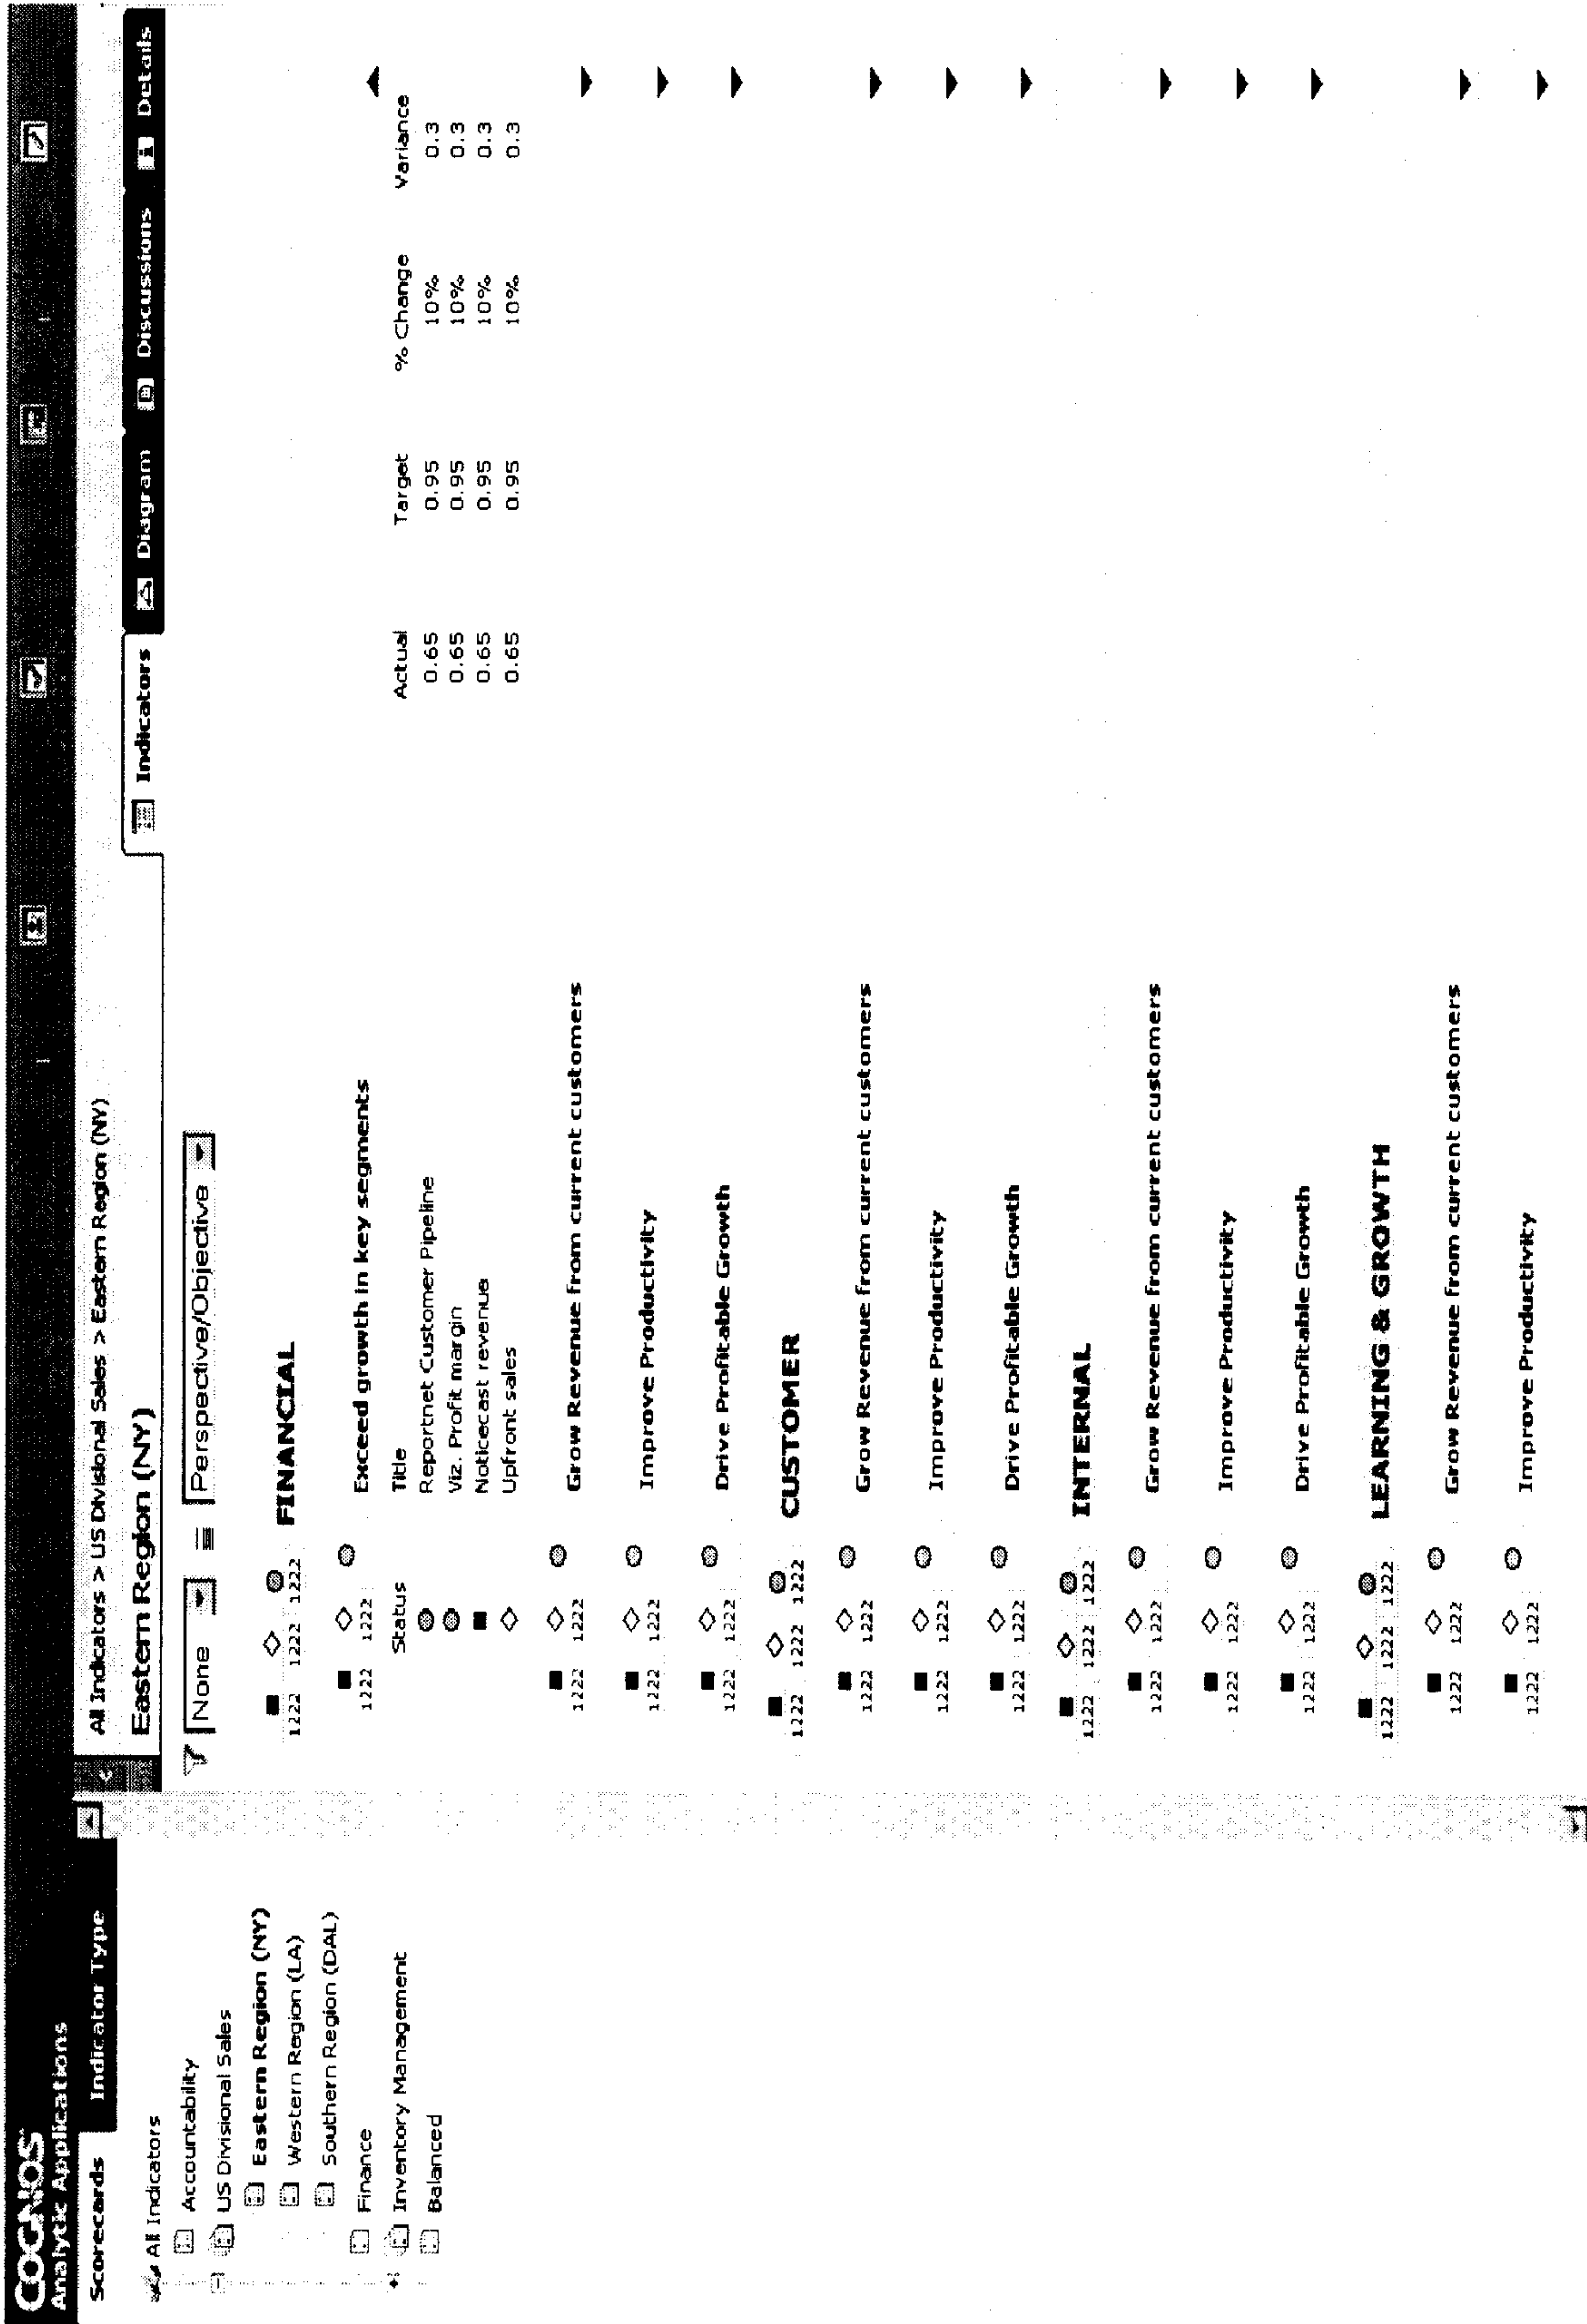 COGNOS
Analytic Applications
Scorecards Indicator Type
All Indicators
Accountability
US Divisional Sales
Eastern Region (NY)
Western Region (LA)
Southern Region (DAL)
Finance
Inventory Management
Balanced
All Indicators > US Divisional Sales > Eastern Region (NY)
Eastern Region (NY)
Indicators Diagram Discussions Details
None Perspective/Objective
FINANCIAL
1222 1222 1222
Exceed growth in key segments
1222 1222
Status Title Actual Target % Change Variance
Reportnet Customer Pipeline 0.65 0.95 10% 0.3
Viz. Profit margin 0.65 0.95 10% 0.3
Noticecast revenue 0.65 0.95 10% 0.3
Upfront sales 0.65 0.95 10% 0.3
Grow Revenue from current customers
1222 1222
Improve Productivity
1222 1222
Drive Profitable Growth
1222 1222
CUSTOMER
1222 1222 1222
Grow Revenue from current customers
1222 1222
Improve Productivity
1222 1222
Drive Profitable Growth
1222 1222
INTERNAL
1222 1222 1222
Grow Revenue from current customers
1222 1222
Improve Productivity
1222 1222
Drive Profitable Growth
1222 1222
LEARNING & GROWTH
1222 1222 1222
Grow Revenue from current customers
1222 1222
Improve Productivity
1222 1222